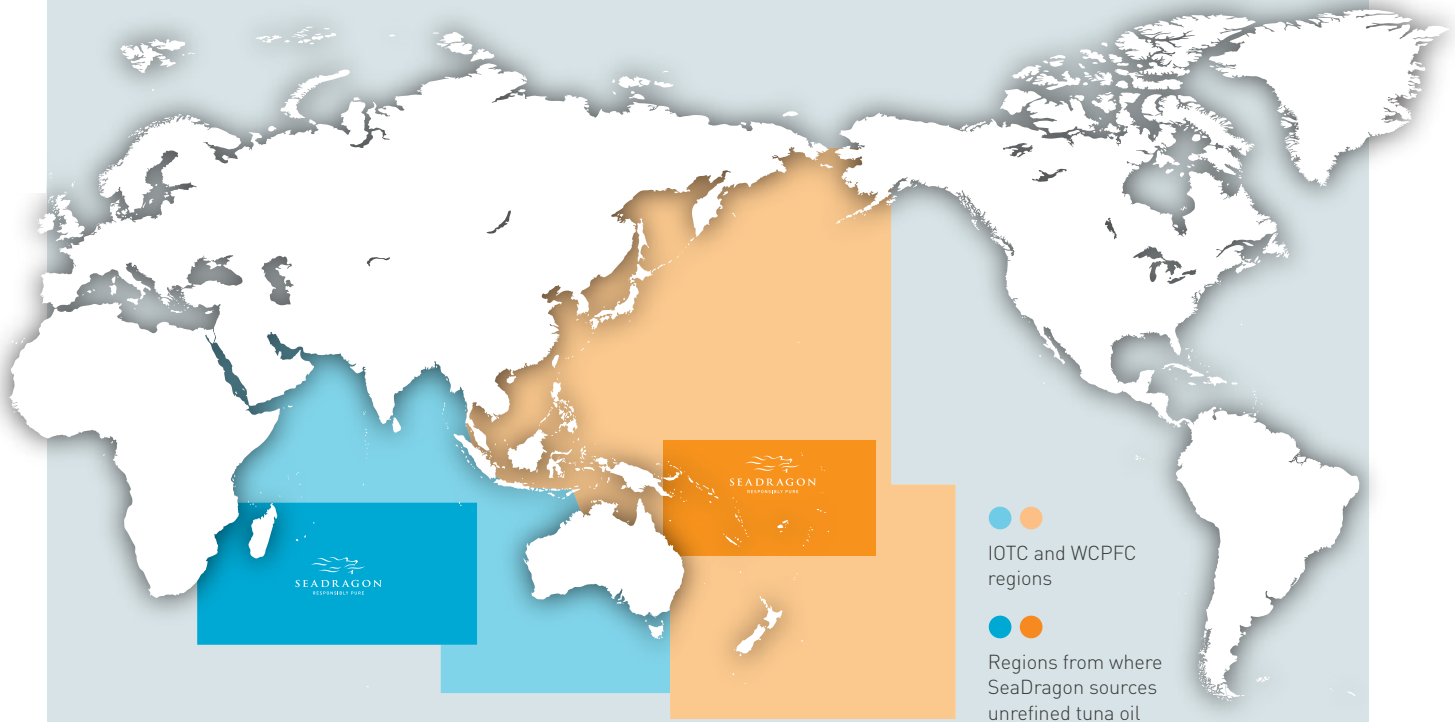 SEADRAGON
RESPONSIBLY PURE
SEADRAGON
RESPONSIBLY PURE
IOTC and WCPFC
regions
Regions from where
SeaDragon sources
unrefined tuna oil